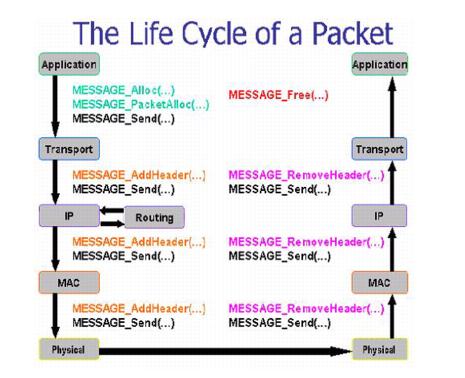 The Life Cycle of a Packet
Application
Application
MESSAGE_Alloc(...)
MESSAGE_PacketAlloc(...)
MESSAGE_Send(...)
MESSAGE_Free(...)
Transport
Transport
MESSAGE_AddHeader(...)
MESSAGE_Send(...)
MESSAGE_RemoveHeader(...)
MESSAGE_Send(...)
IP
Routing
IP
MESSAGE_AddHeader(...)
MESSAGE_Send(...)
MESSAGE_RemoveHeader(...)
MESSAGE_Send(...)
MAC
MAC
MESSAGE_AddHeader(...)
MESSAGE_Send(...)
MESSAGE_RemoveHeader(...)
MESSAGE_Send(...)
Physical
Physical